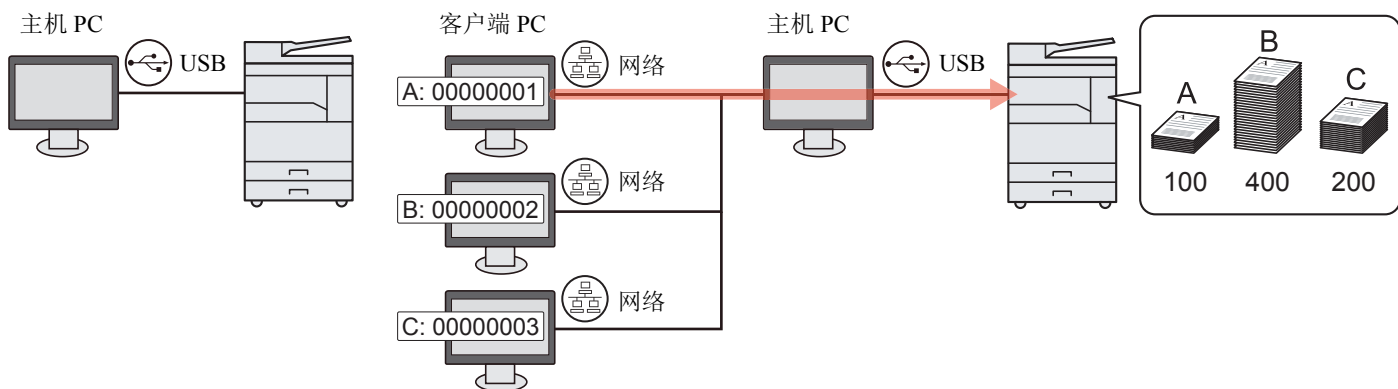 主机 PC
USB
客户端 PC
网络
A: 00000001
网络
B: 00000002
网络
C: 00000003
主机 PC
USB
A
100
B
400
C
200